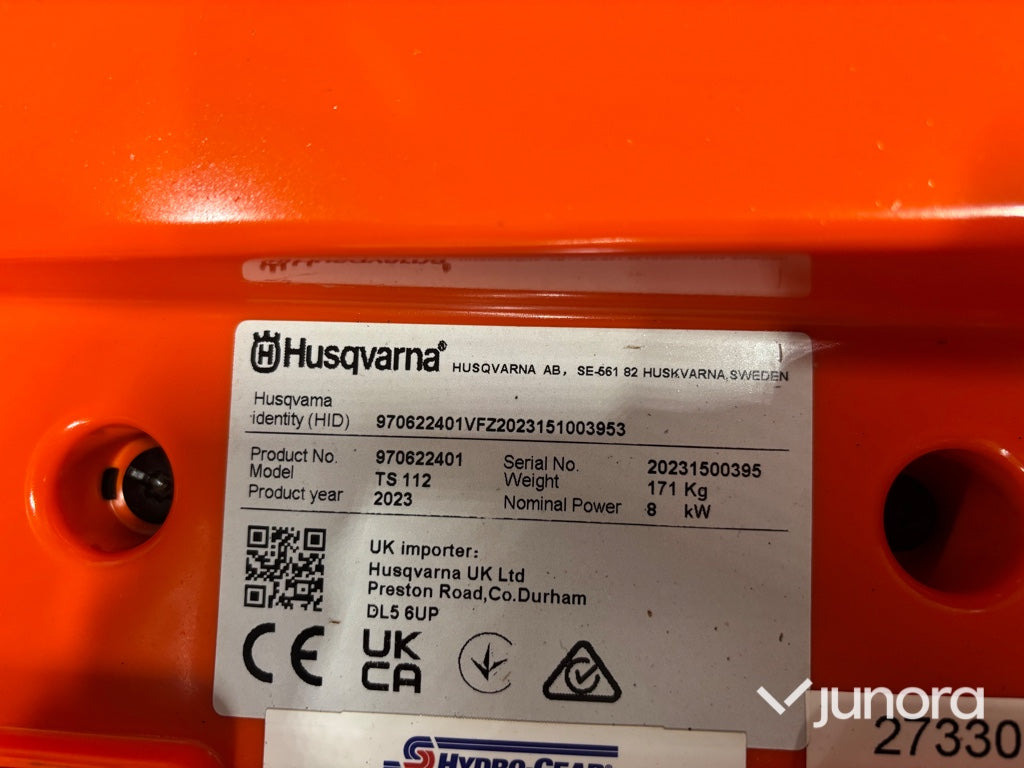 Husqvarna® HUSQVARNA AB, SE-561 82 HUSKVARNA,SWEDEN
Husqvarna
identity (HID) 970622401VFZ2023151003953
Product No. 970622401 Serial No. 20231500395
Model TS 112 Weight 171 Kg
Product year 2023 Nominal Power 8 kW
UK importer:
Husqvarna UK Ltd
Preston Road,Co.Durham
DL5 6UP
CE UK
CA
junora
27330
HYDRO-GEAR®